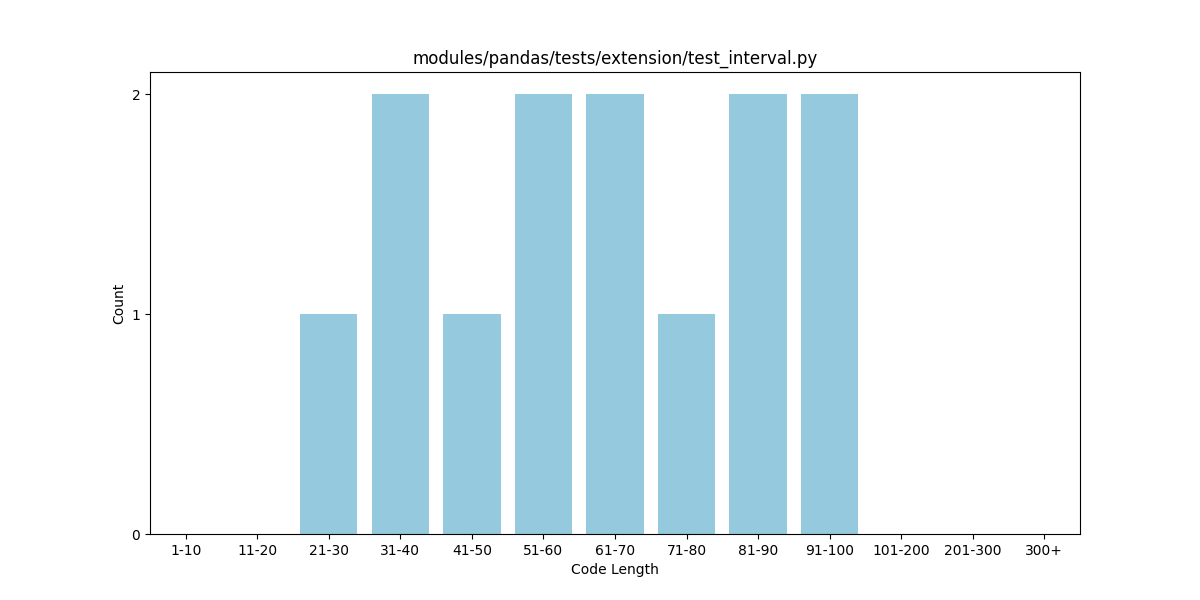 modules/pandas/tests/extension/test_interval.py
Count
2
1
0
1-10 11-20 21-30 31-40 41-50 51-60 61-70 71-80 81-90 91-100 101-200 201-300 300+
Code Length